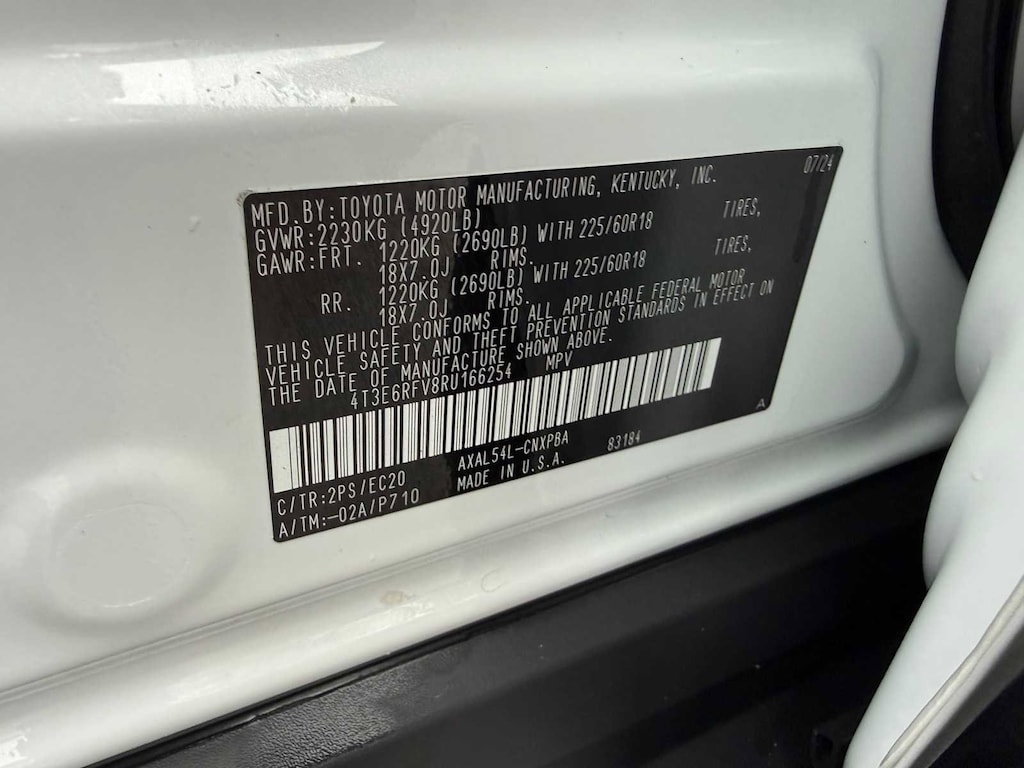 07/24
MFD. BY:TOYOTA MOTOR MANUFACTURING, KENTUCKY, INC.
GVWR:2230KG (4920LB)
GAWR:FRT. 1220KG (2690LB) WITH 225/60R18 TIRES,
18X7.0J RIMS.
RR. 1220KG (2690LB) WITH 225/60R18 TIRES,
18X7.0J RIMS.
THIS VEHICLE CONFORMS TO ALL APPLICABLE FEDERAL MOTOR
VEHICLE SAFETY AND THEFT PREVENTION STANDARDS IN EFFECT ON
THE DATE OF MANUFACTURE SHOWN ABOVE.
4T3E6RFV8RU166254 MPV
C/TR:2PS/EC20 AXAL54L-CNXPBA 83184 A
A/TM:-02A/P710 MADE IN U.S.A.